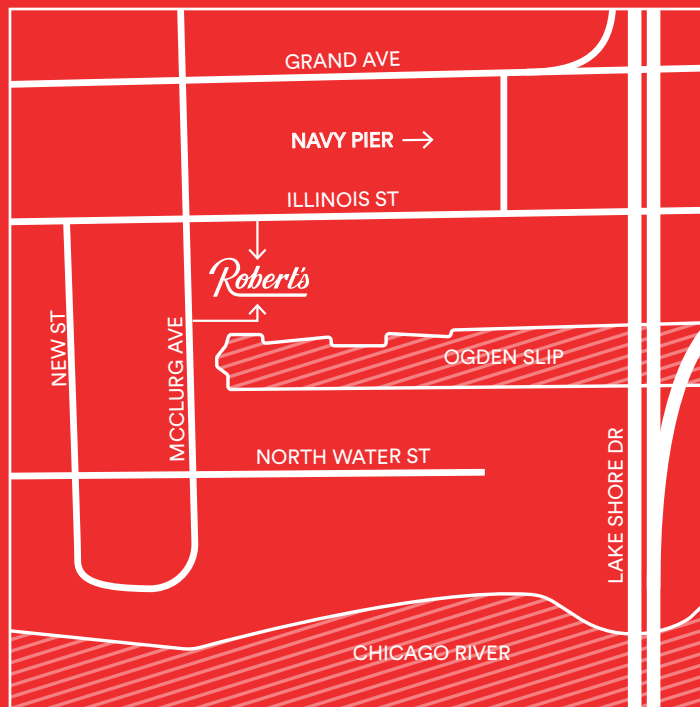 GRAND AVE
NAVY PIER
ILLINOIS ST
Robert's
NEW ST
MCCLURG AVE
OGDEN SLIP
NORTH WATER ST
LAKE SHORE DR
CHICAGO RIVER